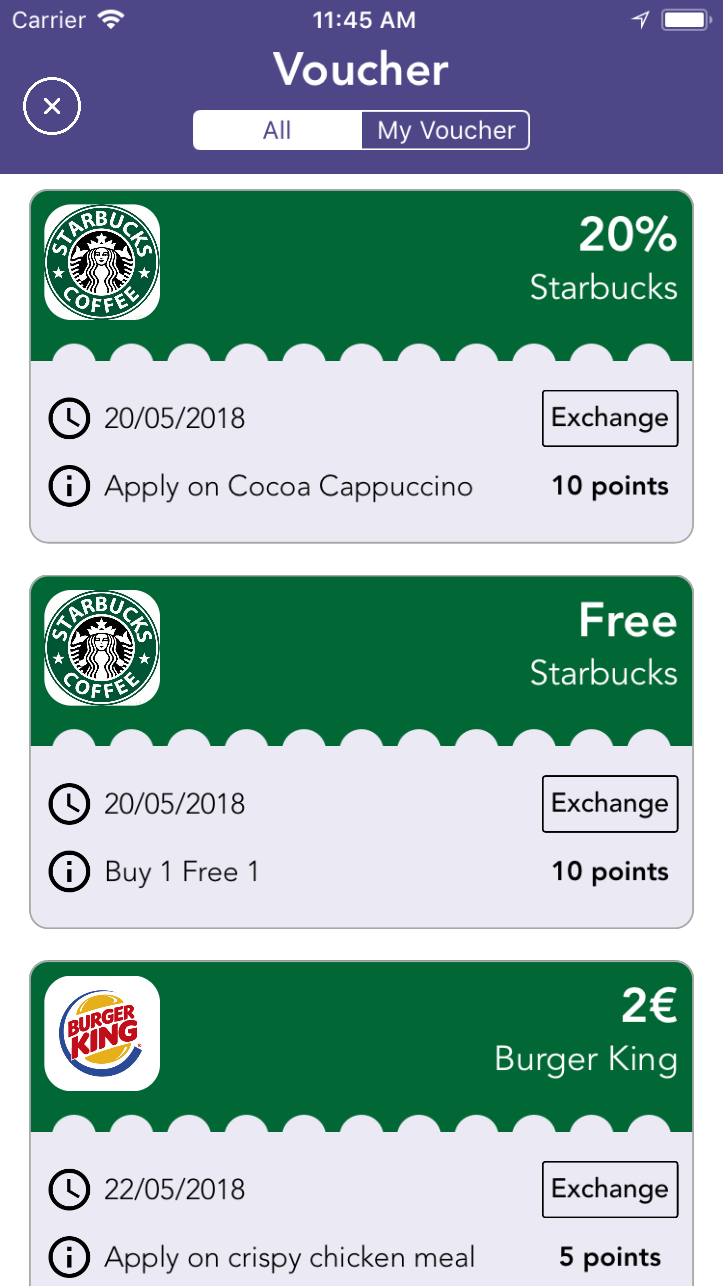 Carrier 11:45 AM
Voucher
All My Voucher
STARBUCKS
COFFEE
20%
Starbucks
20/05/2018 Exchange
Apply on Cocoa Cappuccino 10 points
STARBUCKS
COFFEE
Free
Starbucks
20/05/2018 Exchange
Buy 1 Free 1 10 points
BURGER
KING
2€
Burger King
22/05/2018 Exchange
Apply on crispy chicken meal 5 points